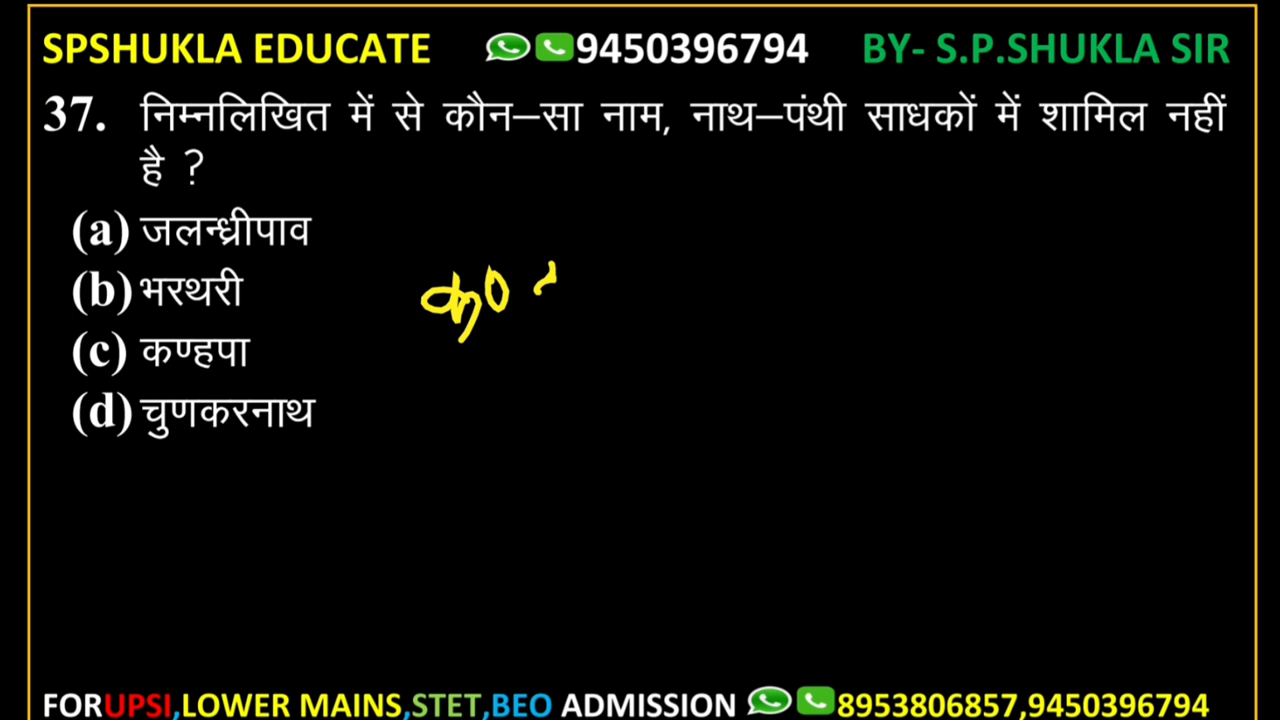 SPSHUKLA EDUCATE 9450396794 BY- S.P.SHUKLA SIR
37. निम्नलिखित में से कौन–सा नाम, नाथ–पंथी साधकों में शामिल नहीं
है ?
(a) जलन्ध्रीपाव
(b) भरथरी
(c) कण्हपा
(d) चुणकरनाथ
FORUPSI,LOWER MAINS,STET,BEO ADMISSION 8953806857,9450396794